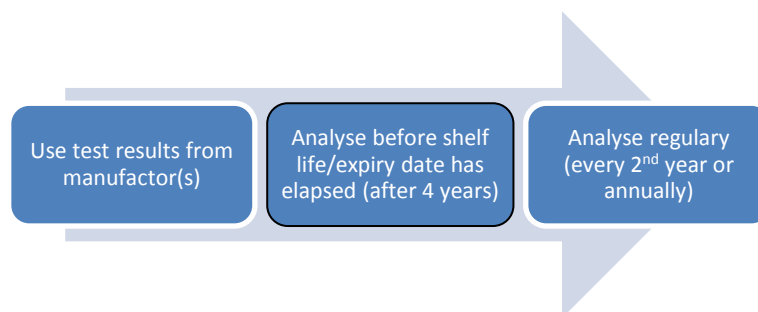 Use test results from
manufactor(s)
Analyse before shelf
life/expiry date has
elapsed (after 4 years)
Analyse regulary
(every 2nd year or
annually)